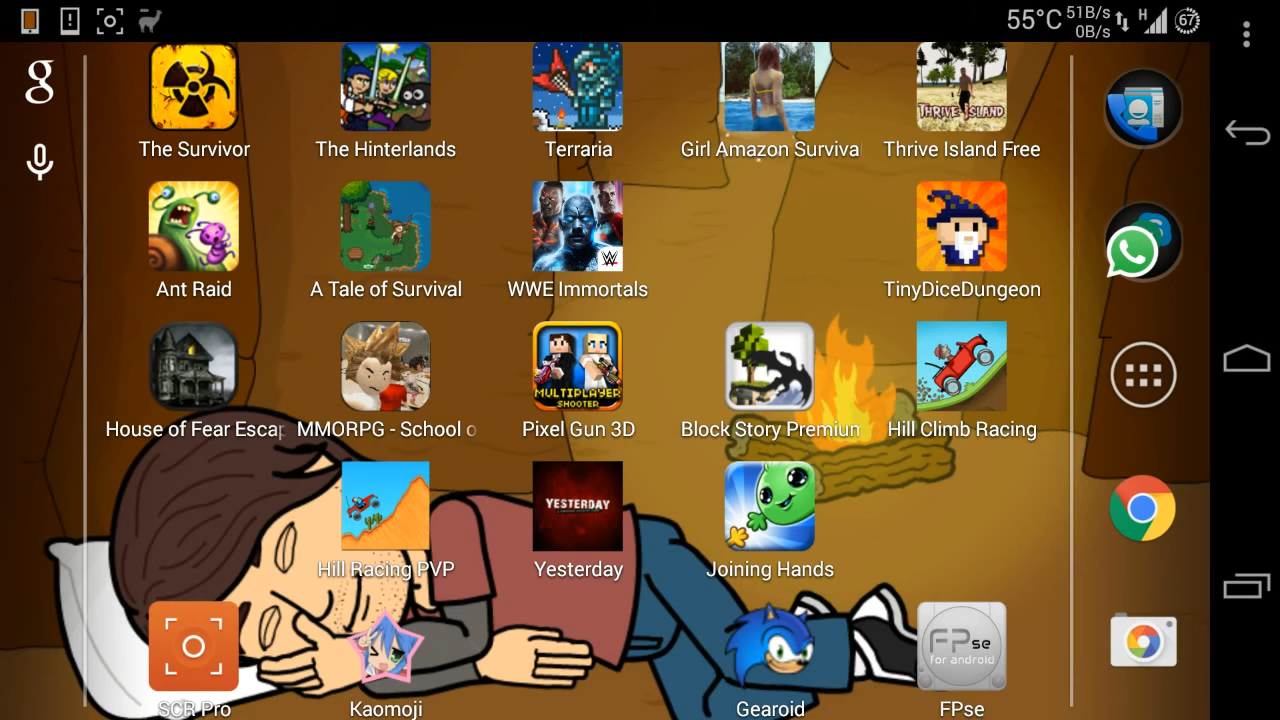 55°C 51B/s H 67
0B/s
g
The Survivor The Hinterlands Terraria Girl Amazon Surviva THRIVE ISLAND Thrive Island Free
W
Ant Raid A Tale of Survival WWE Immortals TinyDiceDungeon
MULTIPLAYER
SHOOTER
House of Fear Escap MMORPG - School o Pixel Gun 3D Block Story Premium Hill Climb Racing
YESTERDAY
Hill Racing PVP Yesterday Joining Hands
FPse
for android
SCR Pro Kaomoji Gearoid FPse